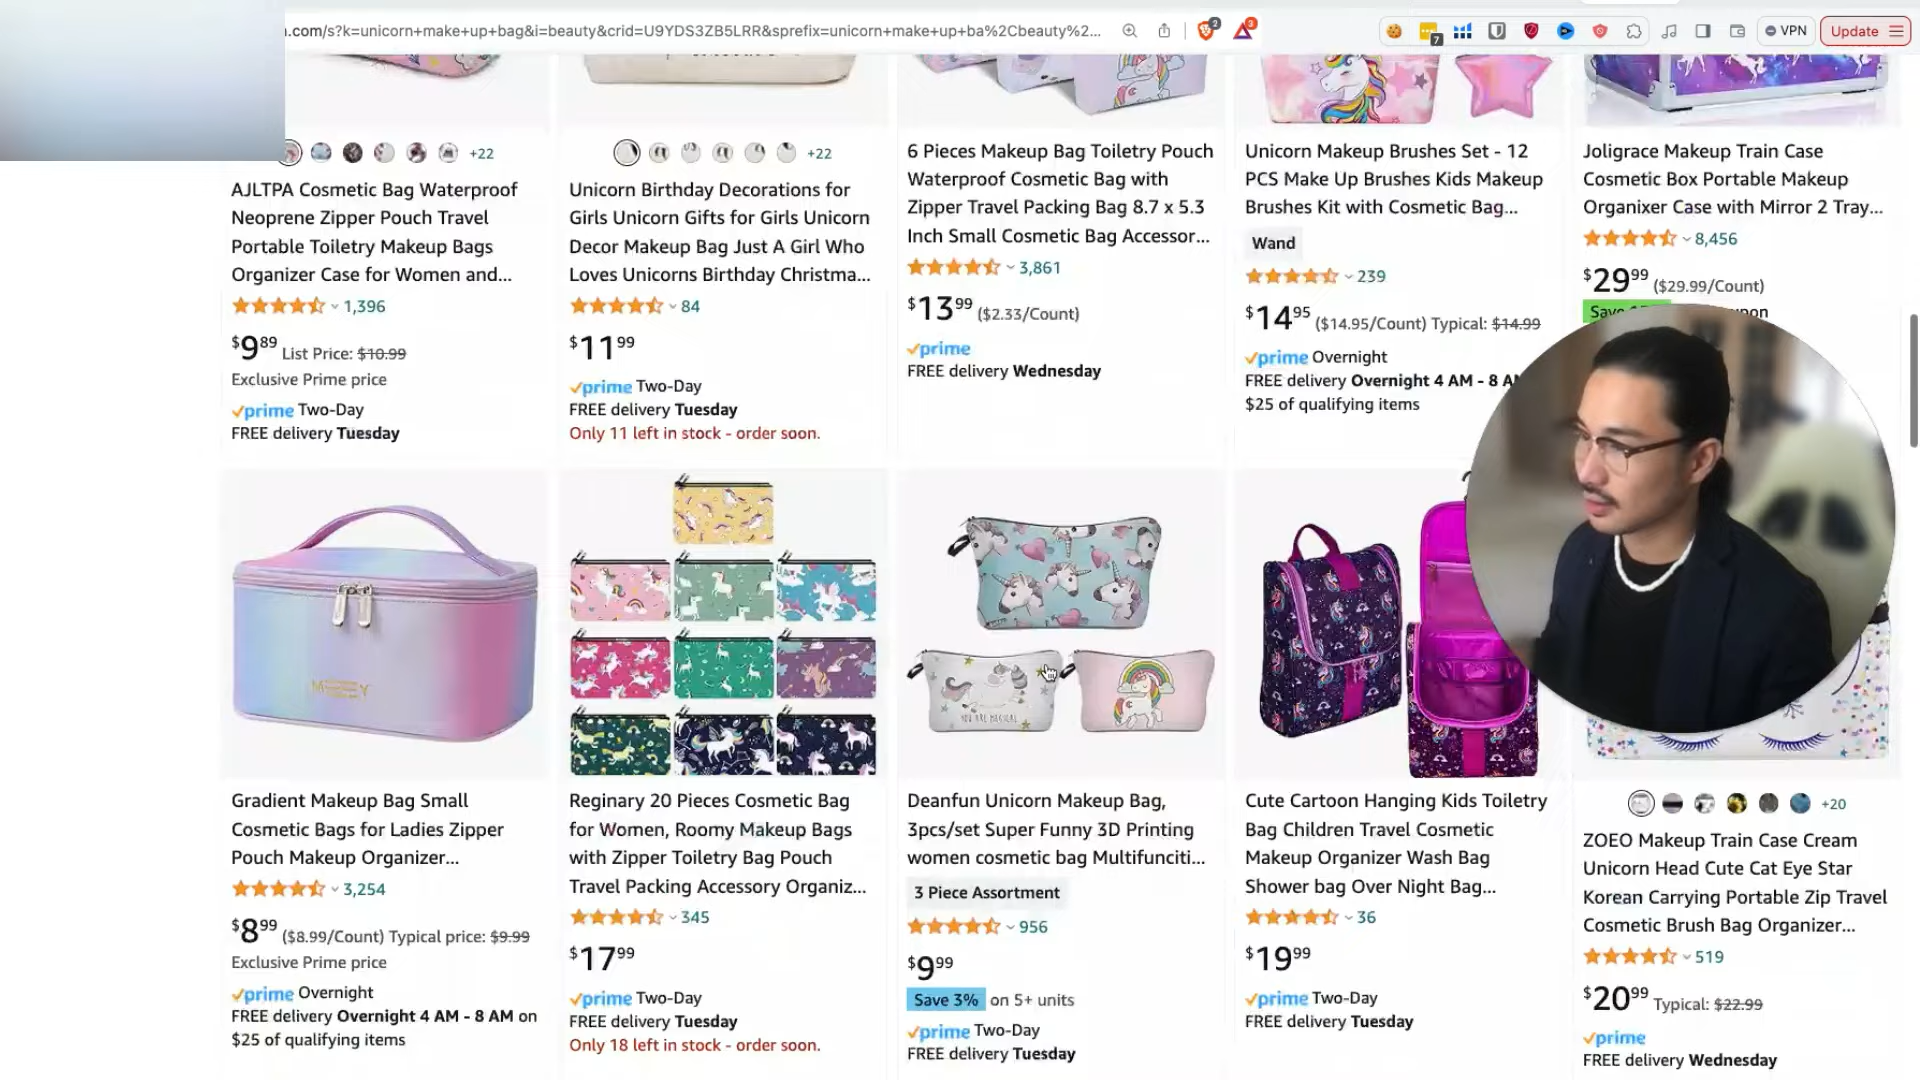 .com/s?k=unicorn+make+up+bag&i=beauty&crid=U9YDS3ZB5LRR&sprefix=unicorn+make+up+ba%2Cbeauty%2...
2
3
7
VPN
Update
+22
AJLTPA Cosmetic Bag Waterproof
Neoprene Zipper Pouch Travel
Portable Toiletry Makeup Bags
Organizer Case for Women and...
1,396
$9.89 List Price: $10.99
Exclusive Prime price
prime Two-Day
FREE delivery Tuesday
+22
Unicorn Birthday Decorations for
Girls Unicorn Gifts for Girls Unicorn
Decor Makeup Bag Just A Girl Who
Loves Unicorns Birthday Christma...
84
$11.99
prime Two-Day
FREE delivery Tuesday
Only 11 left in stock - order soon.
6 Pieces Makeup Bag Toiletry Pouch
Waterproof Cosmetic Bag with
Zipper Travel Packing Bag 8.7 x 5.3
Inch Small Cosmetic Bag Accessor...
3,861
$13.99 ($2.33/Count)
prime
FREE delivery Wednesday
Unicorn Makeup Brushes Set - 12
PCS Make Up Brushes Kids Makeup
Brushes Kit with Cosmetic Bag...
Wand
239
$14.95 ($14.95/Count) Typical: $14.99
prime Overnight
FREE delivery Overnight 4 AM - 8 AM
$25 of qualifying items
Joligrace Makeup Train Case
Cosmetic Box Portable Makeup
Organixer Case with Mirror 2 Tray...
8,456
$29.99 ($29.99/Count)
Save
Gradient Makeup Bag Small
Cosmetic Bags for Ladies Zipper
Pouch Makeup Organizer...
3,254
$8.99 ($8.99/Count) Typical price: $9.99
Exclusive Prime price
prime Overnight
FREE delivery Overnight 4 AM - 8 AM on
$25 of qualifying items
Reginary 20 Pieces Cosmetic Bag
for Women, Roomy Makeup Bags
with Zipper Toiletry Bag Pouch
Travel Packing Accessory Organiz...
345
$17.99
prime Two-Day
FREE delivery Tuesday
Only 18 left in stock - order soon.
YOU ARE MAGICAL
Deanfun Unicorn Makeup Bag,
3pcs/set Super Funny 3D Printing
women cosmetic bag Multifunciti...
3 Piece Assortment
956
$9.99
Save 3% on 5+ units
prime Two-Day
FREE delivery Tuesday
Cute Cartoon Hanging Kids Toiletry
Bag Children Travel Cosmetic
Makeup Organizer Wash Bag
Shower bag Over Night Bag...
36
$19.99
prime Two-Day
FREE delivery Tuesday
+20
ZOEO Makeup Train Case Cream
Unicorn Head Cute Cat Eye Star
Korean Carrying Portable Zip Travel
Cosmetic Brush Bag Organizer...
519
$20.99 Typical: $22.99
prime
FREE delivery Wednesday